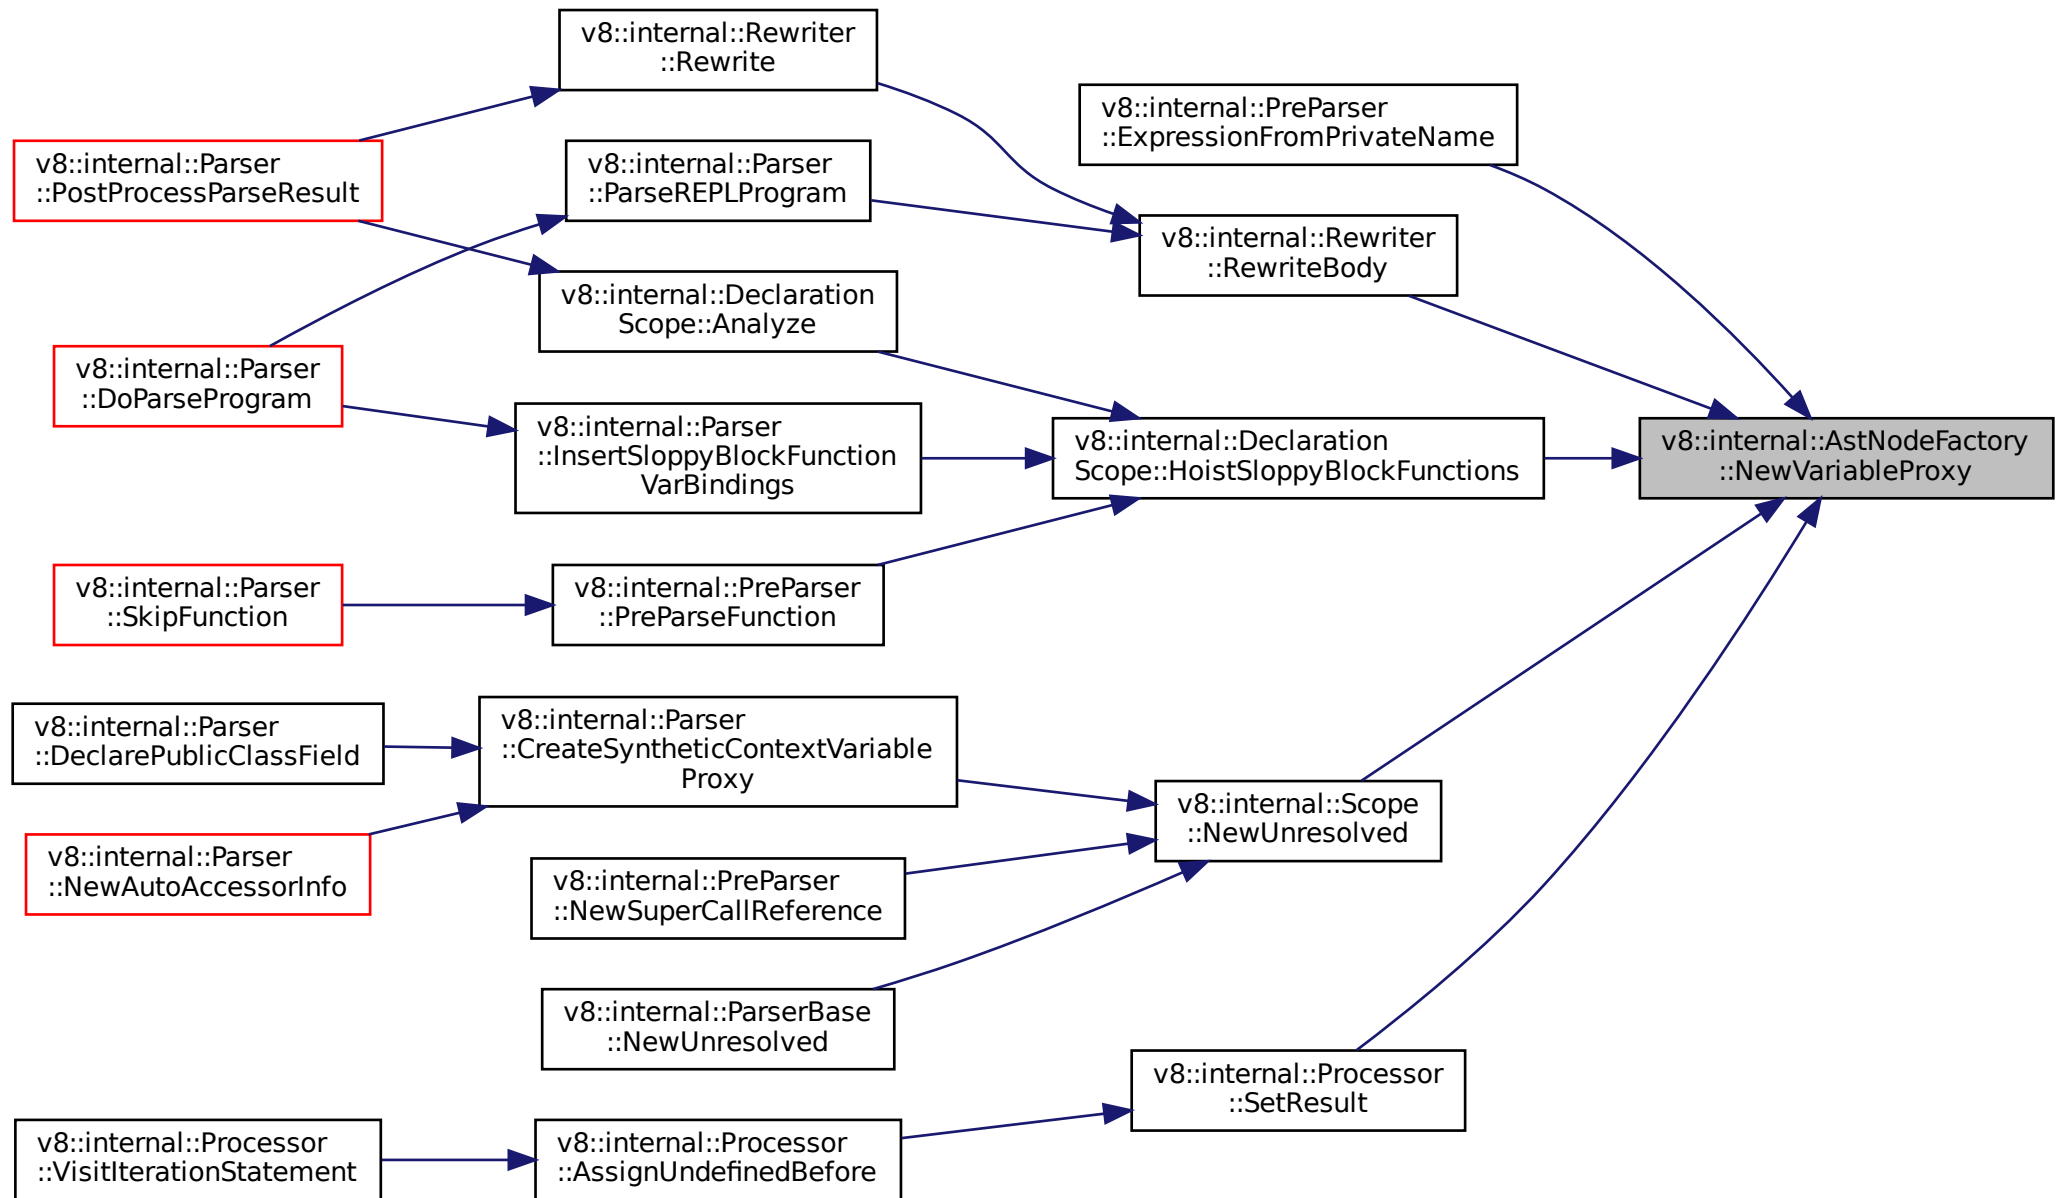 v8::internal::Rewriter
::Rewrite
v8::internal::PreParser
::ExpressionFromPrivateName
v8::internal::Parser
::PostProcessParseResult
v8::internal::Parser
::ParseREPLProgram
v8::internal::Rewriter
::RewriteBody
v8::internal::Declaration
Scope::Analyze
v8::internal::Parser
::DoParseProgram
v8::internal::Parser
::InsertSloppyBlockFunction
VarBindings
v8::internal::Declaration
Scope::HoistSloppyBlockFunctions
v8::internal::AstNodeFactory
::NewVariableProxy
v8::internal::Parser
::SkipFunction
v8::internal::PreParser
::PreParseFunction
v8::internal::Parser
::DeclarePublicClassField
v8::internal::Parser
::CreateSyntheticContextVariable
Proxy
v8::internal::Scope
::NewUnresolved
v8::internal::Parser
::NewAutoAccessorInfo
v8::internal::PreParser
::NewSuperCallReference
v8::internal::ParserBase
::NewUnresolved
v8::internal::Processor
::SetResult
v8::internal::Processor
::VisitIterationStatement
v8::internal::Processor
::AssignUndefinedBefore